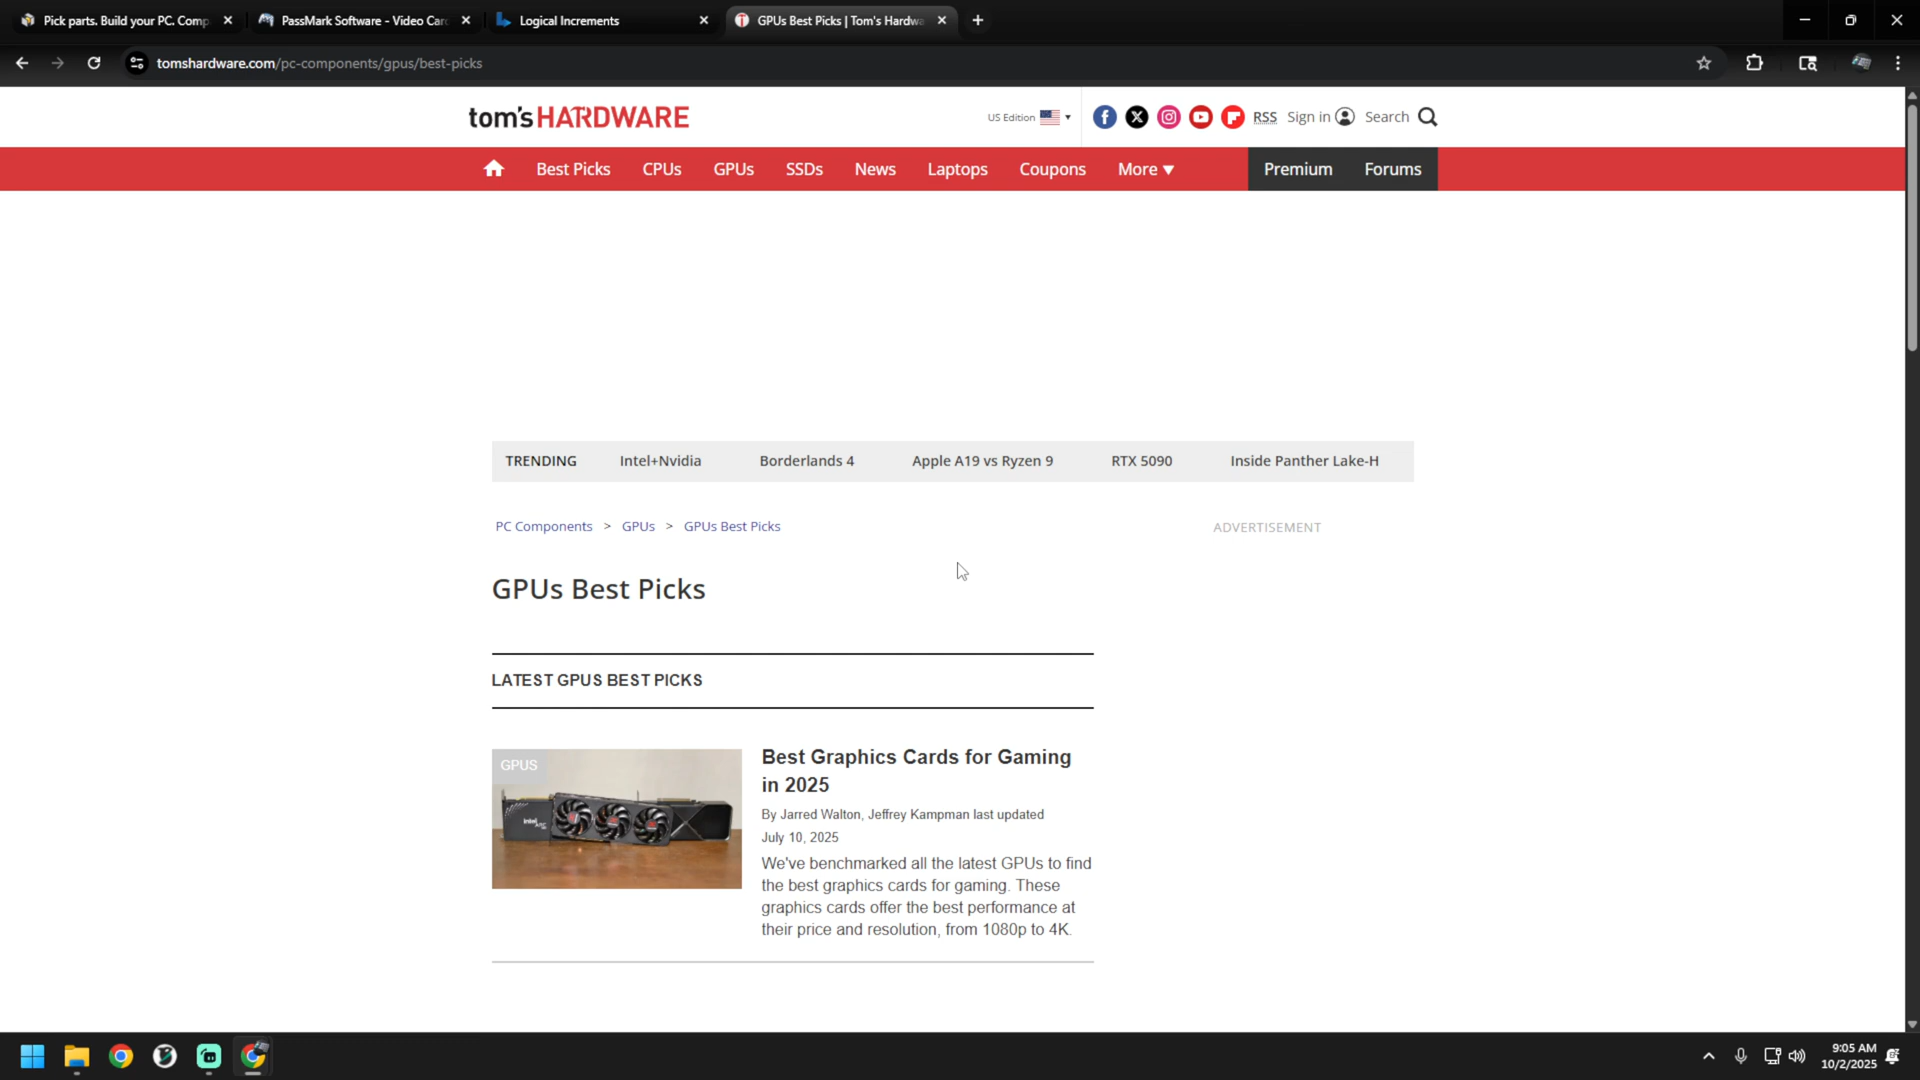 Pick parts. Build your PC. Comp
PassMark Software - Video Car
Logical Increments
GPUs Best Picks | Tom's Hardwa
tomshardware.com/pc-components/gpus/best-picks
tom's HARDWARE
US Edition
RSS
Sign in
Search
Best Picks
CPUs
GPUs
SSDs
News
Laptops
Coupons
More ▼
Premium
Forums
TRENDING
Intel+Nvidia
Borderlands 4
Apple A19 vs Ryzen 9
RTX 5090
Inside Panther Lake-H
PC Components > GPUs > GPUs Best Picks
ADVERTISEMENT
GPUs Best Picks
LATEST GPUS BEST PICKS
GPUS
intel ARC
Best Graphics Cards for Gaming
in 2025
By Jarred Walton, Jeffrey Kampman last updated
July 10, 2025
We've benchmarked all the latest GPUs to find
the best graphics cards for gaming. These
graphics cards offer the best performance at
their price and resolution, from 1080p to 4K.
9:05 AM
10/2/2025